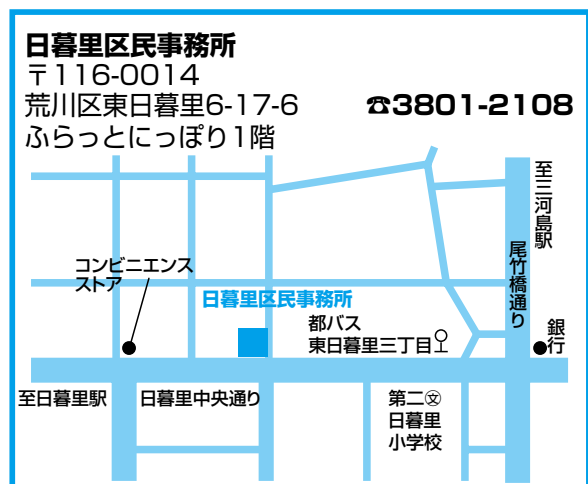 日暮里区民事務所
〒116-0014
荒川区東日暮里6-17-6 ☎3801-2108
ふらっとにっぽり1階
至三河島駅
尾竹橋通り
コンビニエンス
ストア
日暮里区民事務所
都バス
東日暮里三丁目
銀行
至日暮里駅
日暮里中央通り
第二㊫
日暮里
小学校